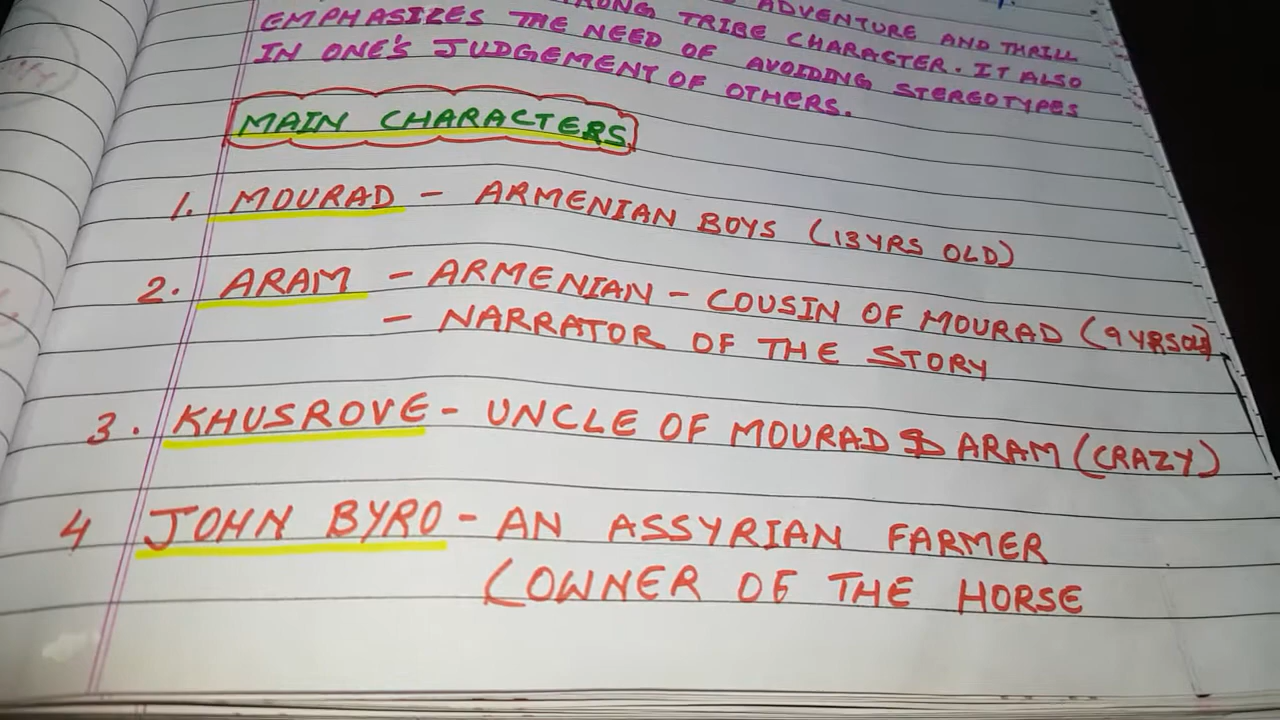 ADVENTURE AND THRILL
TRIBE CHARACTER. IT ALSO
EMPHASIZES THE NEED OF AVOIDING STEREOTYPES
IN ONE'S JUDGEMENT OF OTHERS.
MAIN CHARACTERS
1. MOURAD - ARMENIAN BOYS (13YRS OLD)
2. ARAM - ARMENIAN - COUSIN OF MOURAD (9YRSOLD)
- NARRATOR OF THE STORY
3. KHUSROVE - UNCLE OF MOURAD & ARAM (CRAZY)
4 JOHN BYRO - AN ASSYRIAN FARMER
(OWNER OF THE HORSE